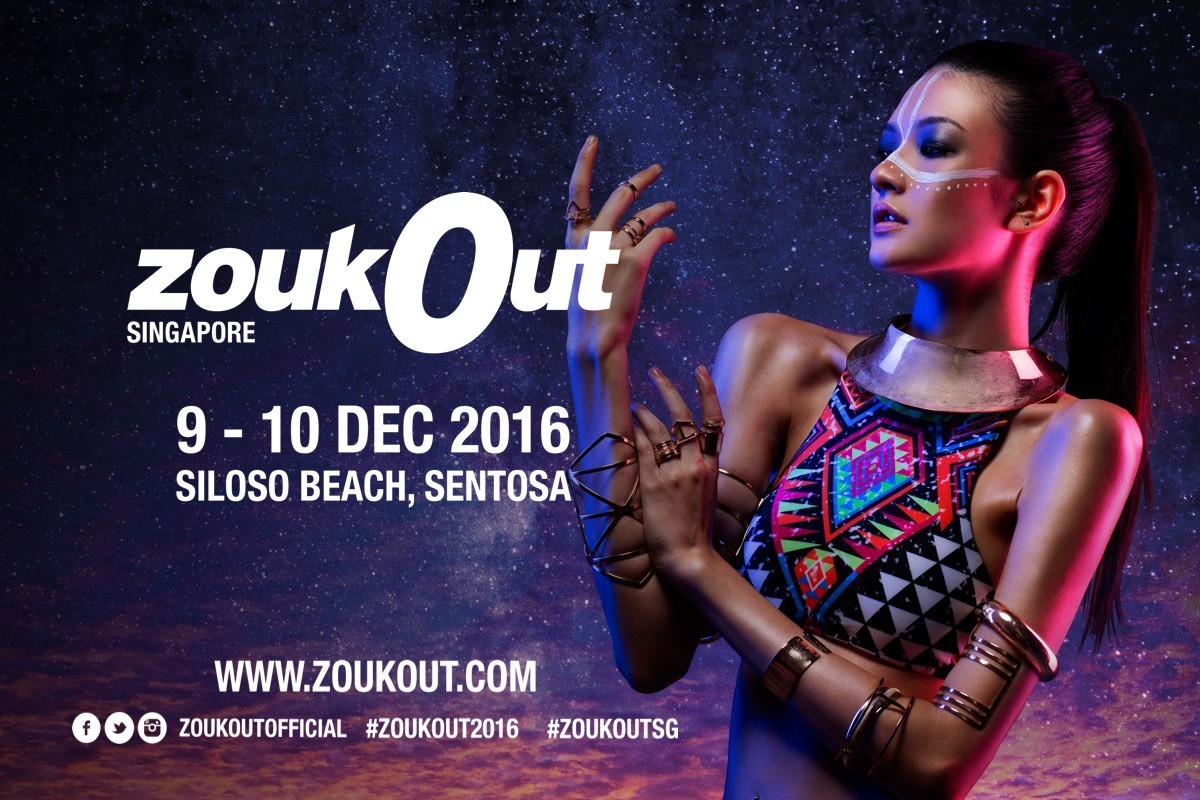 zoukOut
SINGAPORE
9 - 10 DEC 2016
SILOSO BEACH, SENTOSA
WWW.ZOUKOUT.COM
ZOUKOUTOFFICIAL #ZOUKOUT2016 #ZOUKOUTSG